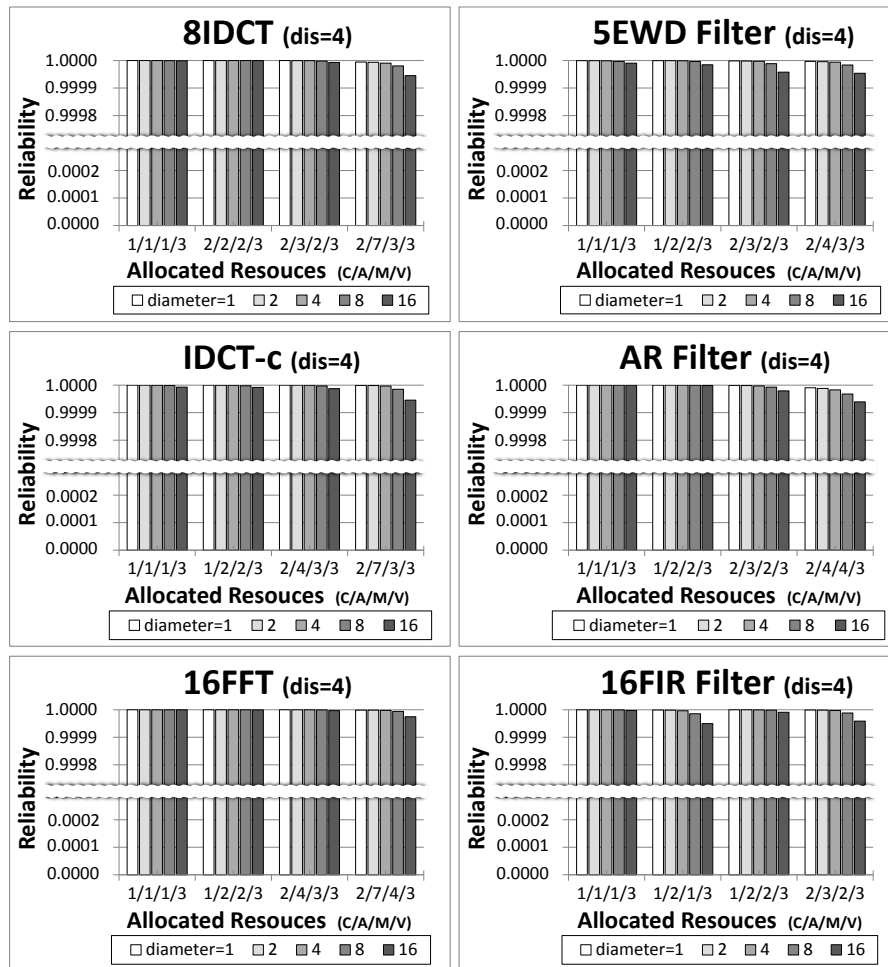 8IDCT (dis=4)
Reliability
1.0000
0.9999
0.9998
0.0002
0.0001
0.0000
1/1/1/3 2/2/2/3 2/3/2/3 2/7/3/3
Allocated Resouces (C/A/M/V)
diameter=1 2 4 8 16
5EWD Filter (dis=4)
Reliability
1.0000
0.9999
0.9998
0.0002
0.0001
0.0000
1/1/1/3 1/2/2/3 2/3/2/3 2/4/3/3
Allocated Resouces (C/A/M/V)
diameter=1 2 4 8 16
IDCT-c (dis=4)
Reliability
1.0000
0.9999
0.9998
0.0002
0.0001
0.0000
1/1/1/3 1/2/2/3 2/4/3/3 2/7/3/3
Allocated Resouces (C/A/M/V)
diameter=1 2 4 8 16
AR Filter (dis=4)
Reliability
1.0000
0.9999
0.9998
0.0002
0.0001
0.0000
1/1/1/3 1/2/2/3 2/3/2/3 2/4/4/3
Allocated Resouces (C/A/M/V)
diameter=1 2 4 8 16
16FFT (dis=4)
Reliability
1.0000
0.9999
0.9998
0.0002
0.0001
0.0000
1/1/1/3 1/2/2/3 2/4/3/3 2/7/4/3
Allocated Resouces (C/A/M/V)
diameter=1 2 4 8 16
16FIR Filter (dis=4)
Reliability
1.0000
0.9999
0.9998
0.0002
0.0001
0.0000
1/1/1/3 1/2/1/3 1/2/2/3 2/3/2/3
Allocated Resouces (C/A/M/V)
diameter=1 2 4 8 16